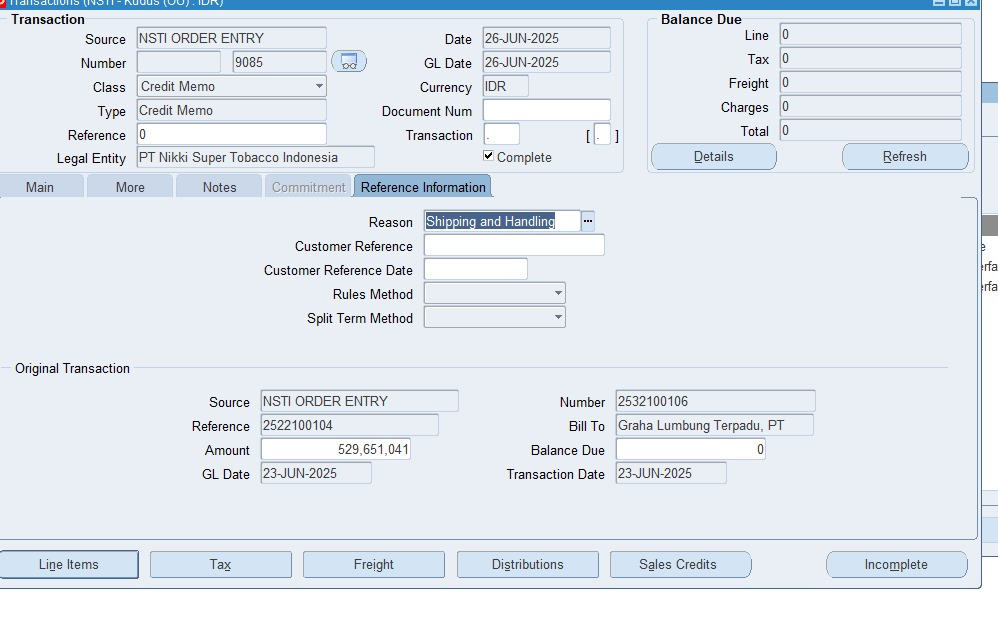 Transactions (NSTI - Kudus (OU) : IDR)
Transaction
Source NSTI ORDER ENTRY
Number 9085
Class Credit Memo
Type Credit Memo
Reference 0
Legal Entity PT Nikki Super Tobacco Indonesia
Date 26-JUN-2025
GL Date 26-JUN-2025
Currency IDR
Document Num
Transaction . [ . ]
Complete
Balance Due
Line 0
Tax 0
Freight 0
Charges 0
Total 0
Details Refresh
Main More Notes Commitment Reference Information
Reason Shipping and Handling ...
Customer Reference
Customer Reference Date
Rules Method
Split Term Method
Original Transaction
Source NSTI ORDER ENTRY
Reference 2522100104
Amount 529,651,041
GL Date 23-JUN-2025
Number 2532100106
Bill To Graha Lumbung Terpadu, PT
Balance Due 0
Transaction Date 23-JUN-2025
Line Items Tax Freight Distributions Sales Credits Incomplete